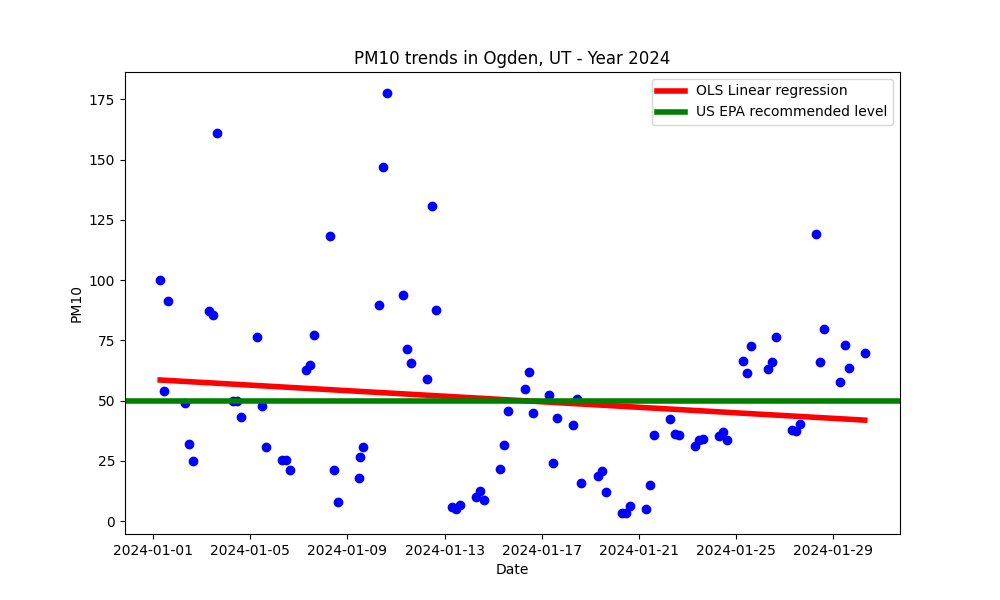 PM10 trends in Ogden, UT - Year 2024
OLS Linear regression
US EPA recommended level
PM10
175
150
125
100
75
50
25
0
2024-01-01 2024-01-05 2024-01-09 2024-01-13 2024-01-17 2024-01-21 2024-01-25 2024-01-29
Date